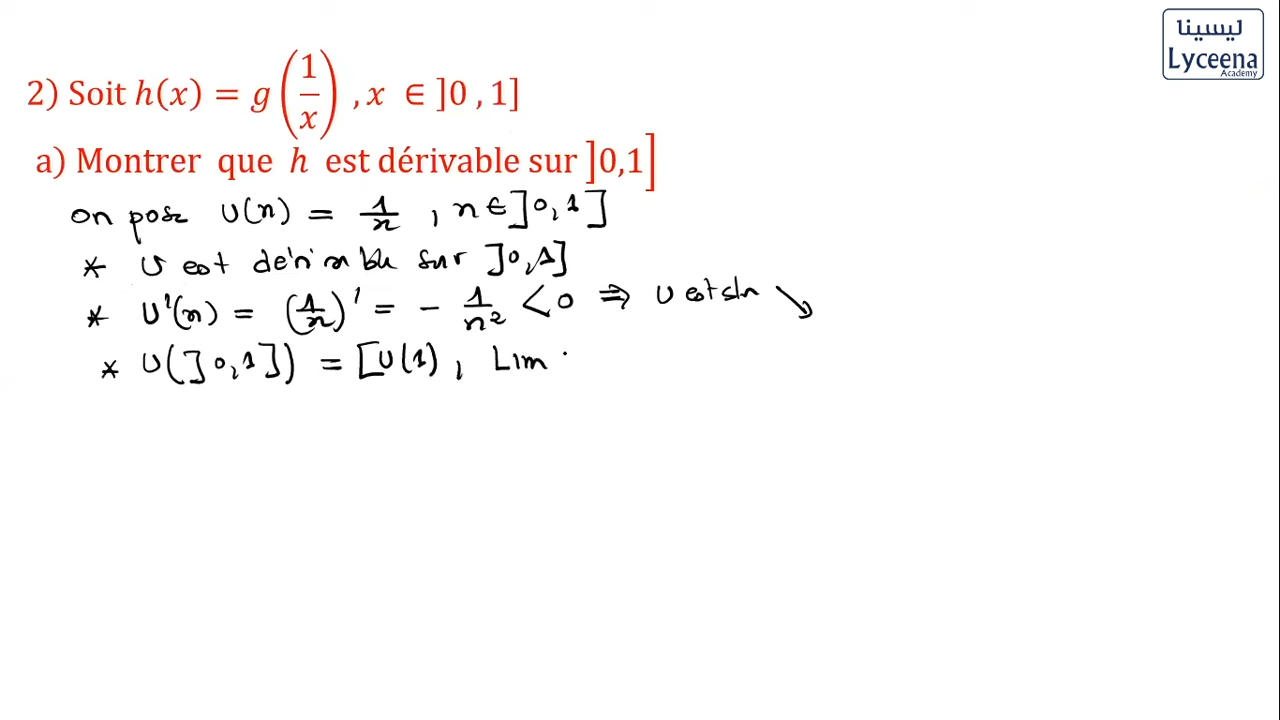 ليسينا
Lyceena
Academy
2) Soit h(x) = g(1/x) , x ∈ ]0 , 1]
a) Montrer que h est dérivable sur ]0,1]
on pose U(x) = 1/x , x ∈ ]0, 1]
* U est dérivable sur ]0,1]
* U'(x) = (1/x)' = - 1/x² < 0 ⇒ U est str ↘
* U(]0,1]) = [U(1) , Lim